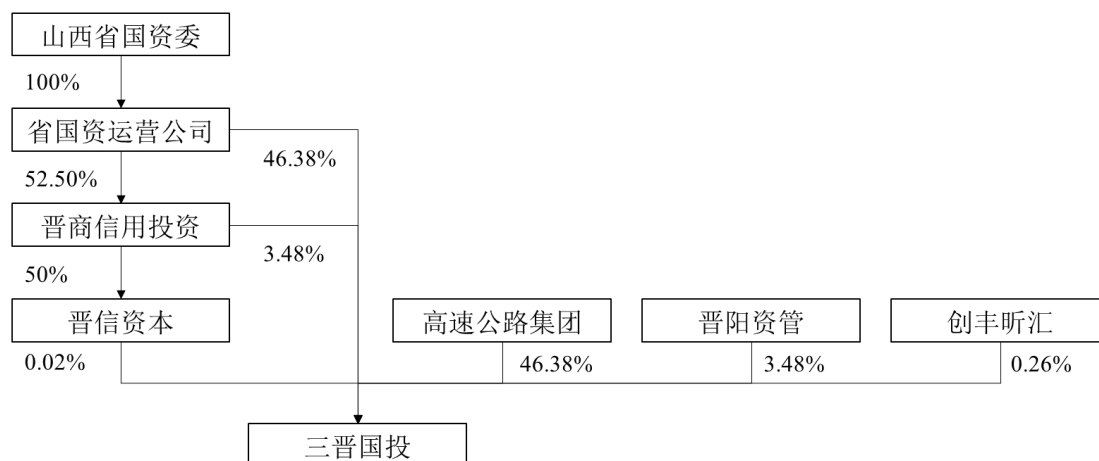 山西省国资委
100%
省国资运营公司
46.38%
52.50%
晋商信用投资
3.48%
50%
晋信资本
高速公路集团
晋阳资管
创丰昕汇
0.02%
46.38%
3.48%
0.26%
三晋国投